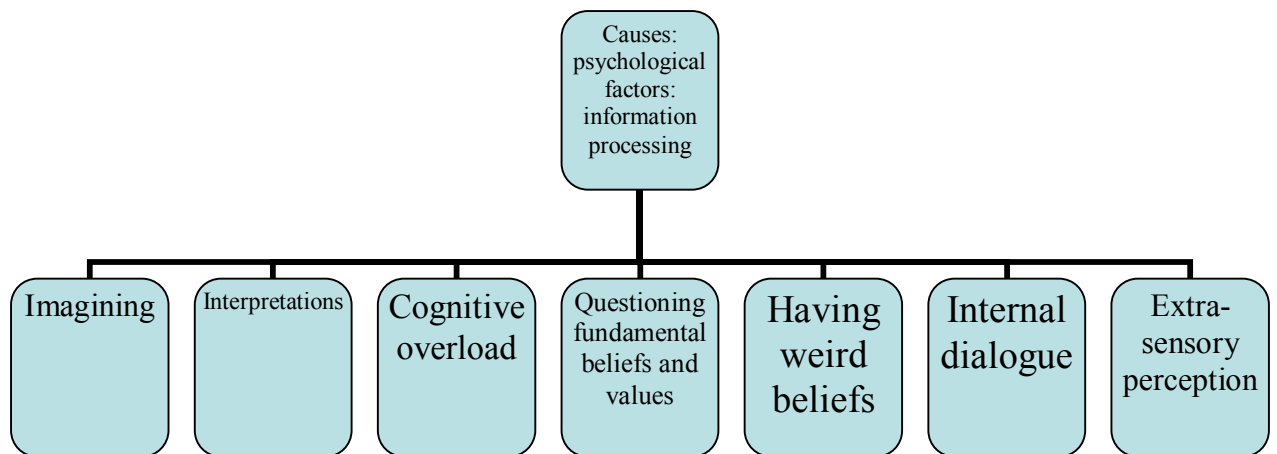 Causes:
psychological
factors:
information
processing
Imagining
Interpretations
Cognitive
overload
Questioning
fundamental
beliefs and
values
Having
weird
beliefs
Internal
dialogue
Extra-
sensory
perception